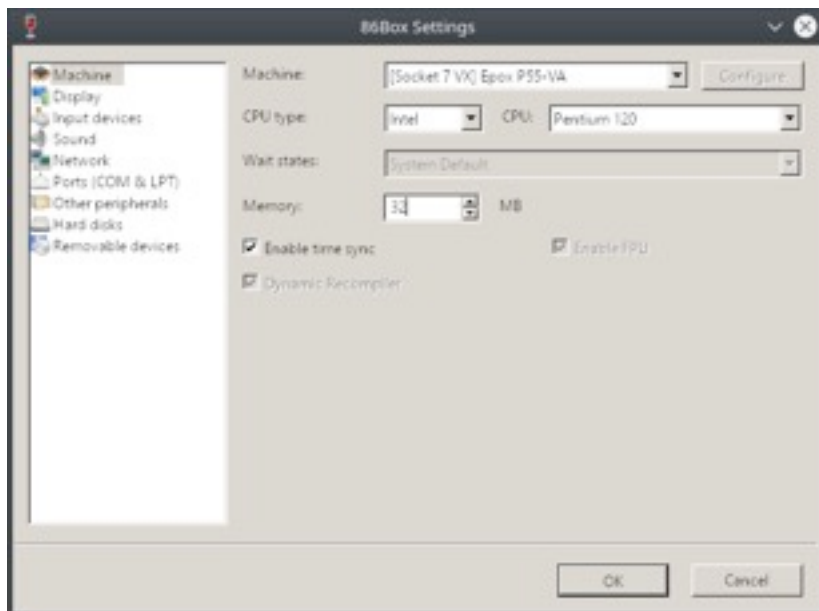 86Box Settings
Machine
Display
Input devices
Sound
Network
Ports (COM & LPT)
Other peripherals
Hard disks
Removable devices
Machine: [Socket 7 VX] Epox P55-VA Configure
CPU type: Intel CPU: Pentium 120
Wait states: System Default
Memory: 32 MB
Enable time sync Enable FPU
Dynamic Recompiler
OK Cancel